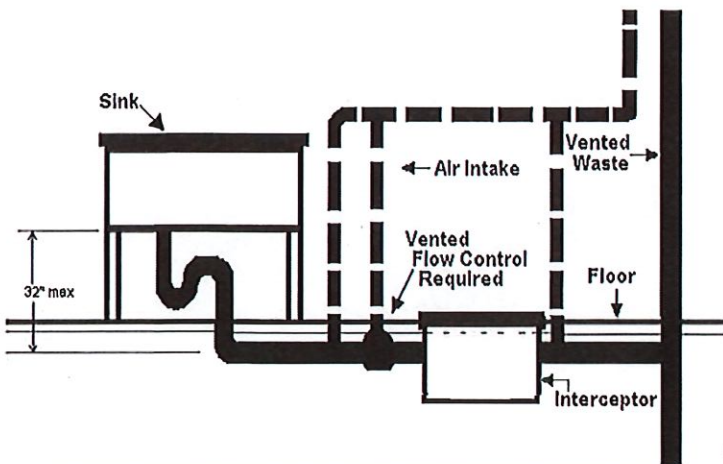 Sink
Air Intake
Vented
Waste
Vented
Flow Control
Required
Floor
32" max
Interceptor